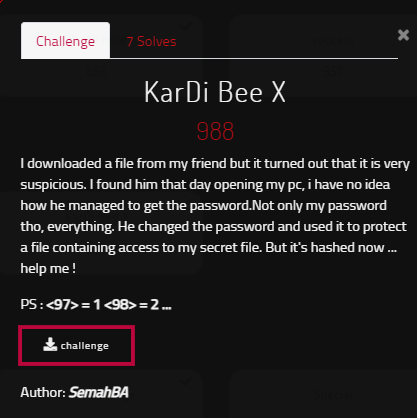 Challenge 7 Solves ×
KarDi Bee X
988
I downloaded a file from my friend but it turned out that it is very
suspicious. I found him that day opening my pc, i have no idea
how he managed to get the password.Not only my password
tho, everything. He changed the password and used it to protect
a file containing access to my secret file. But it's hashed now ...
help me !
PS : <97> = 1 <98> = 2 ...
challenge
Author: SemahBA